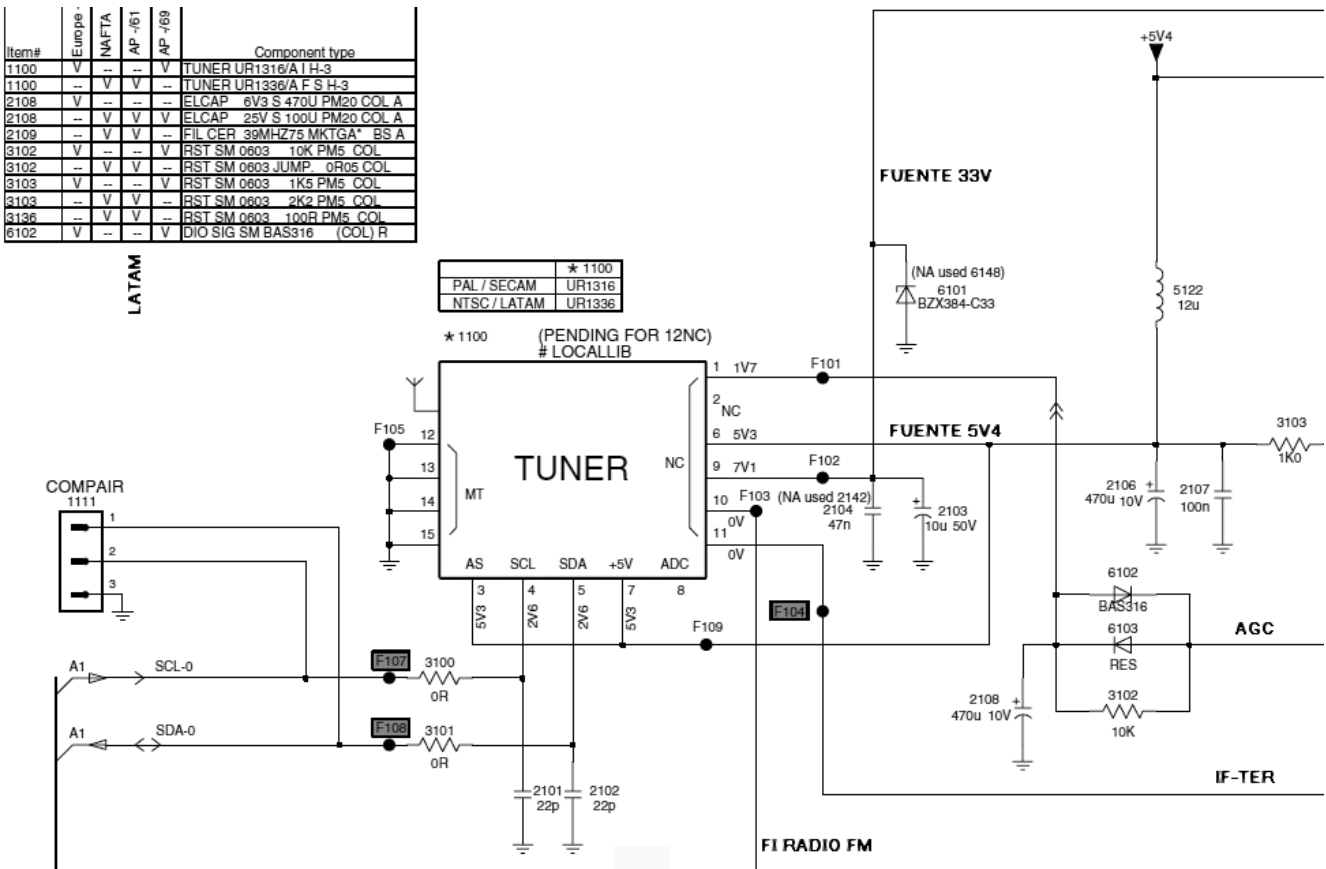 Item# Europe - NAFTA AP -/61 AP -/69 Component type
1100 V -- -- V TUNER UR1316/A I H-3
1100 -- V V -- TUNER UR1336/A F S H-3
2108 V -- -- -- ELCAP 6V3 S 470U PM20 COL A
2108 -- V V V ELCAP 25V S 100U PM20 COL A
2109 -- V V -- FIL CER 39MHZ75 MKTGA* BS A
3102 V -- -- V RST SM 0603 10K PM5 COL
3102 -- V V -- RST SM 0603 JUMP. 0R05 COL
3103 V -- -- V RST SM 0603 1K5 PM5 COL
3103 -- V V -- RST SM 0603 2K2 PM5 COL
3136 -- V V -- RST SM 0603 100R PM5 COL
6102 V -- -- V DIO SIG SM BAS316 (COL) R
LATAM
* 1100
PAL / SECAM UR1316
NTSC / LATAM UR1336
* 1100 (PENDING FOR 12NC)
# LOCALLIB
+5V4
FUENTE 33V
(NA used 6148)
6101
BZX384-C33
5122
12u
1 1V7 F101
2
NC
6 5V3
FUENTE 5V4
3103
1K0
F105
12
13
14
15
MT
TUNER
NC
9 7V1 F102
10 F103
0V
11
0V
(NA used 2142)
2104
47n
2103
10u 50V
2106
470u 10V
2107
100n
AS SCL SDA +5V ADC
3 4 5 7 8
5V3 2V6 2V6 5V3
COMPAIR
1111
1
2
3
F104
F109
6102
BAS316
6103
RES
AGC
3102
10K
2108
470u 10V
A1 SCL-0 F107 3100
0R
A1 SDA-0 F108 3101
0R
2101
22p
2102
22p
IF-TER
FI RADIO FM